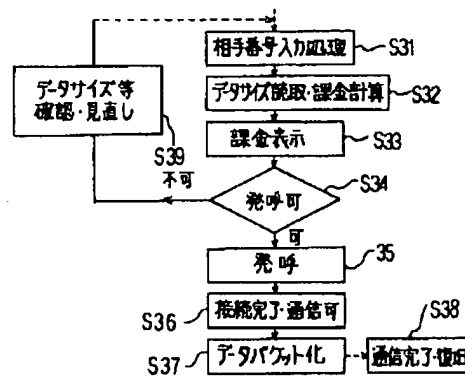 相手番号入力処理
S31
データサイズ読取・課金計算
S32
課金表示
S33
データサイズ等
確認・見直し
S39
不可
発呼可
S34
可
発呼
35
接続完了・通信可
S36
データパケット化
S37
通信完了・復旧
S38